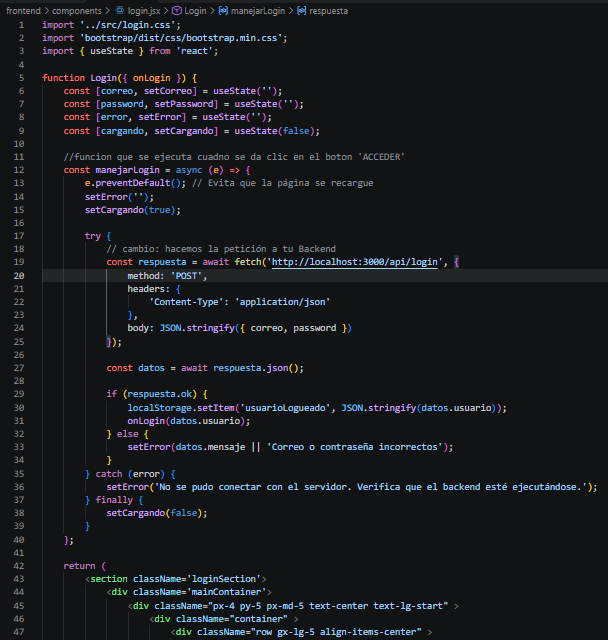 frontend > components > login.jsx > Login > manejarLogin > respuesta
1 import '../src/login.css';
2 import 'bootstrap/dist/css/bootstrap.min.css';
3 import { useState } from 'react';
4
5 function Login({ onLogin }) {
6 const [correo, setCorreo] = useState('');
7 const [password, setPassword] = useState('');
8 const [error, setError] = useState('');
9 const [cargando, setCargando] = useState(false);
10
11 //funcion que se ejecuta cuadno se da clic en el boton 'ACCEDER'
12 const manejarLogin = async (e) => {
13 e.preventDefault(); // Evita que la página se recargue
14 setError('');
15 setCargando(true);
16
17 try {
18 // cambio: hacemos la petición a tu Backend
19 const respuesta = await fetch('http://localhost:3000/api/login', {
20 method: 'POST',
21 headers: {
22 'Content-Type': 'application/json'
23 },
24 body: JSON.stringify({ correo, password })
25 });
26
27 const datos = await respuesta.json();
28
29 if (respuesta.ok) {
30 localStorage.setItem('usuarioLogueado', JSON.stringify(datos.usuario));
31 onLogin(datos.usuario);
32 } else {
33 setError(datos.mensaje || 'Correo o contraseña incorrectos');
34 }
35 } catch (error) {
36 setError('No se pudo conectar con el servidor. Verifica que el backend esté ejecutándose.');
37 } finally {
38 setCargando(false);
39 }
40 };
41
42 return (
43 <section className='loginSection'>
44 <div className='mainContainer'>
45 <div className="px-4 py-5 px-md-5 text-center text-lg-start" >
46 <div className="container" >
47 <div className="row gx-lg-5 align-items-center" >